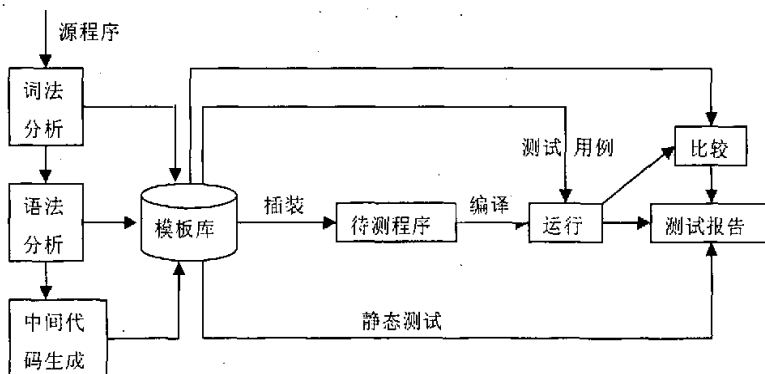 源程序
词法
分析
语法
分析
中间代
码生成
模板库
插装
待测程序
编译
测试 用例
运行
比较
测试报告
静态测试